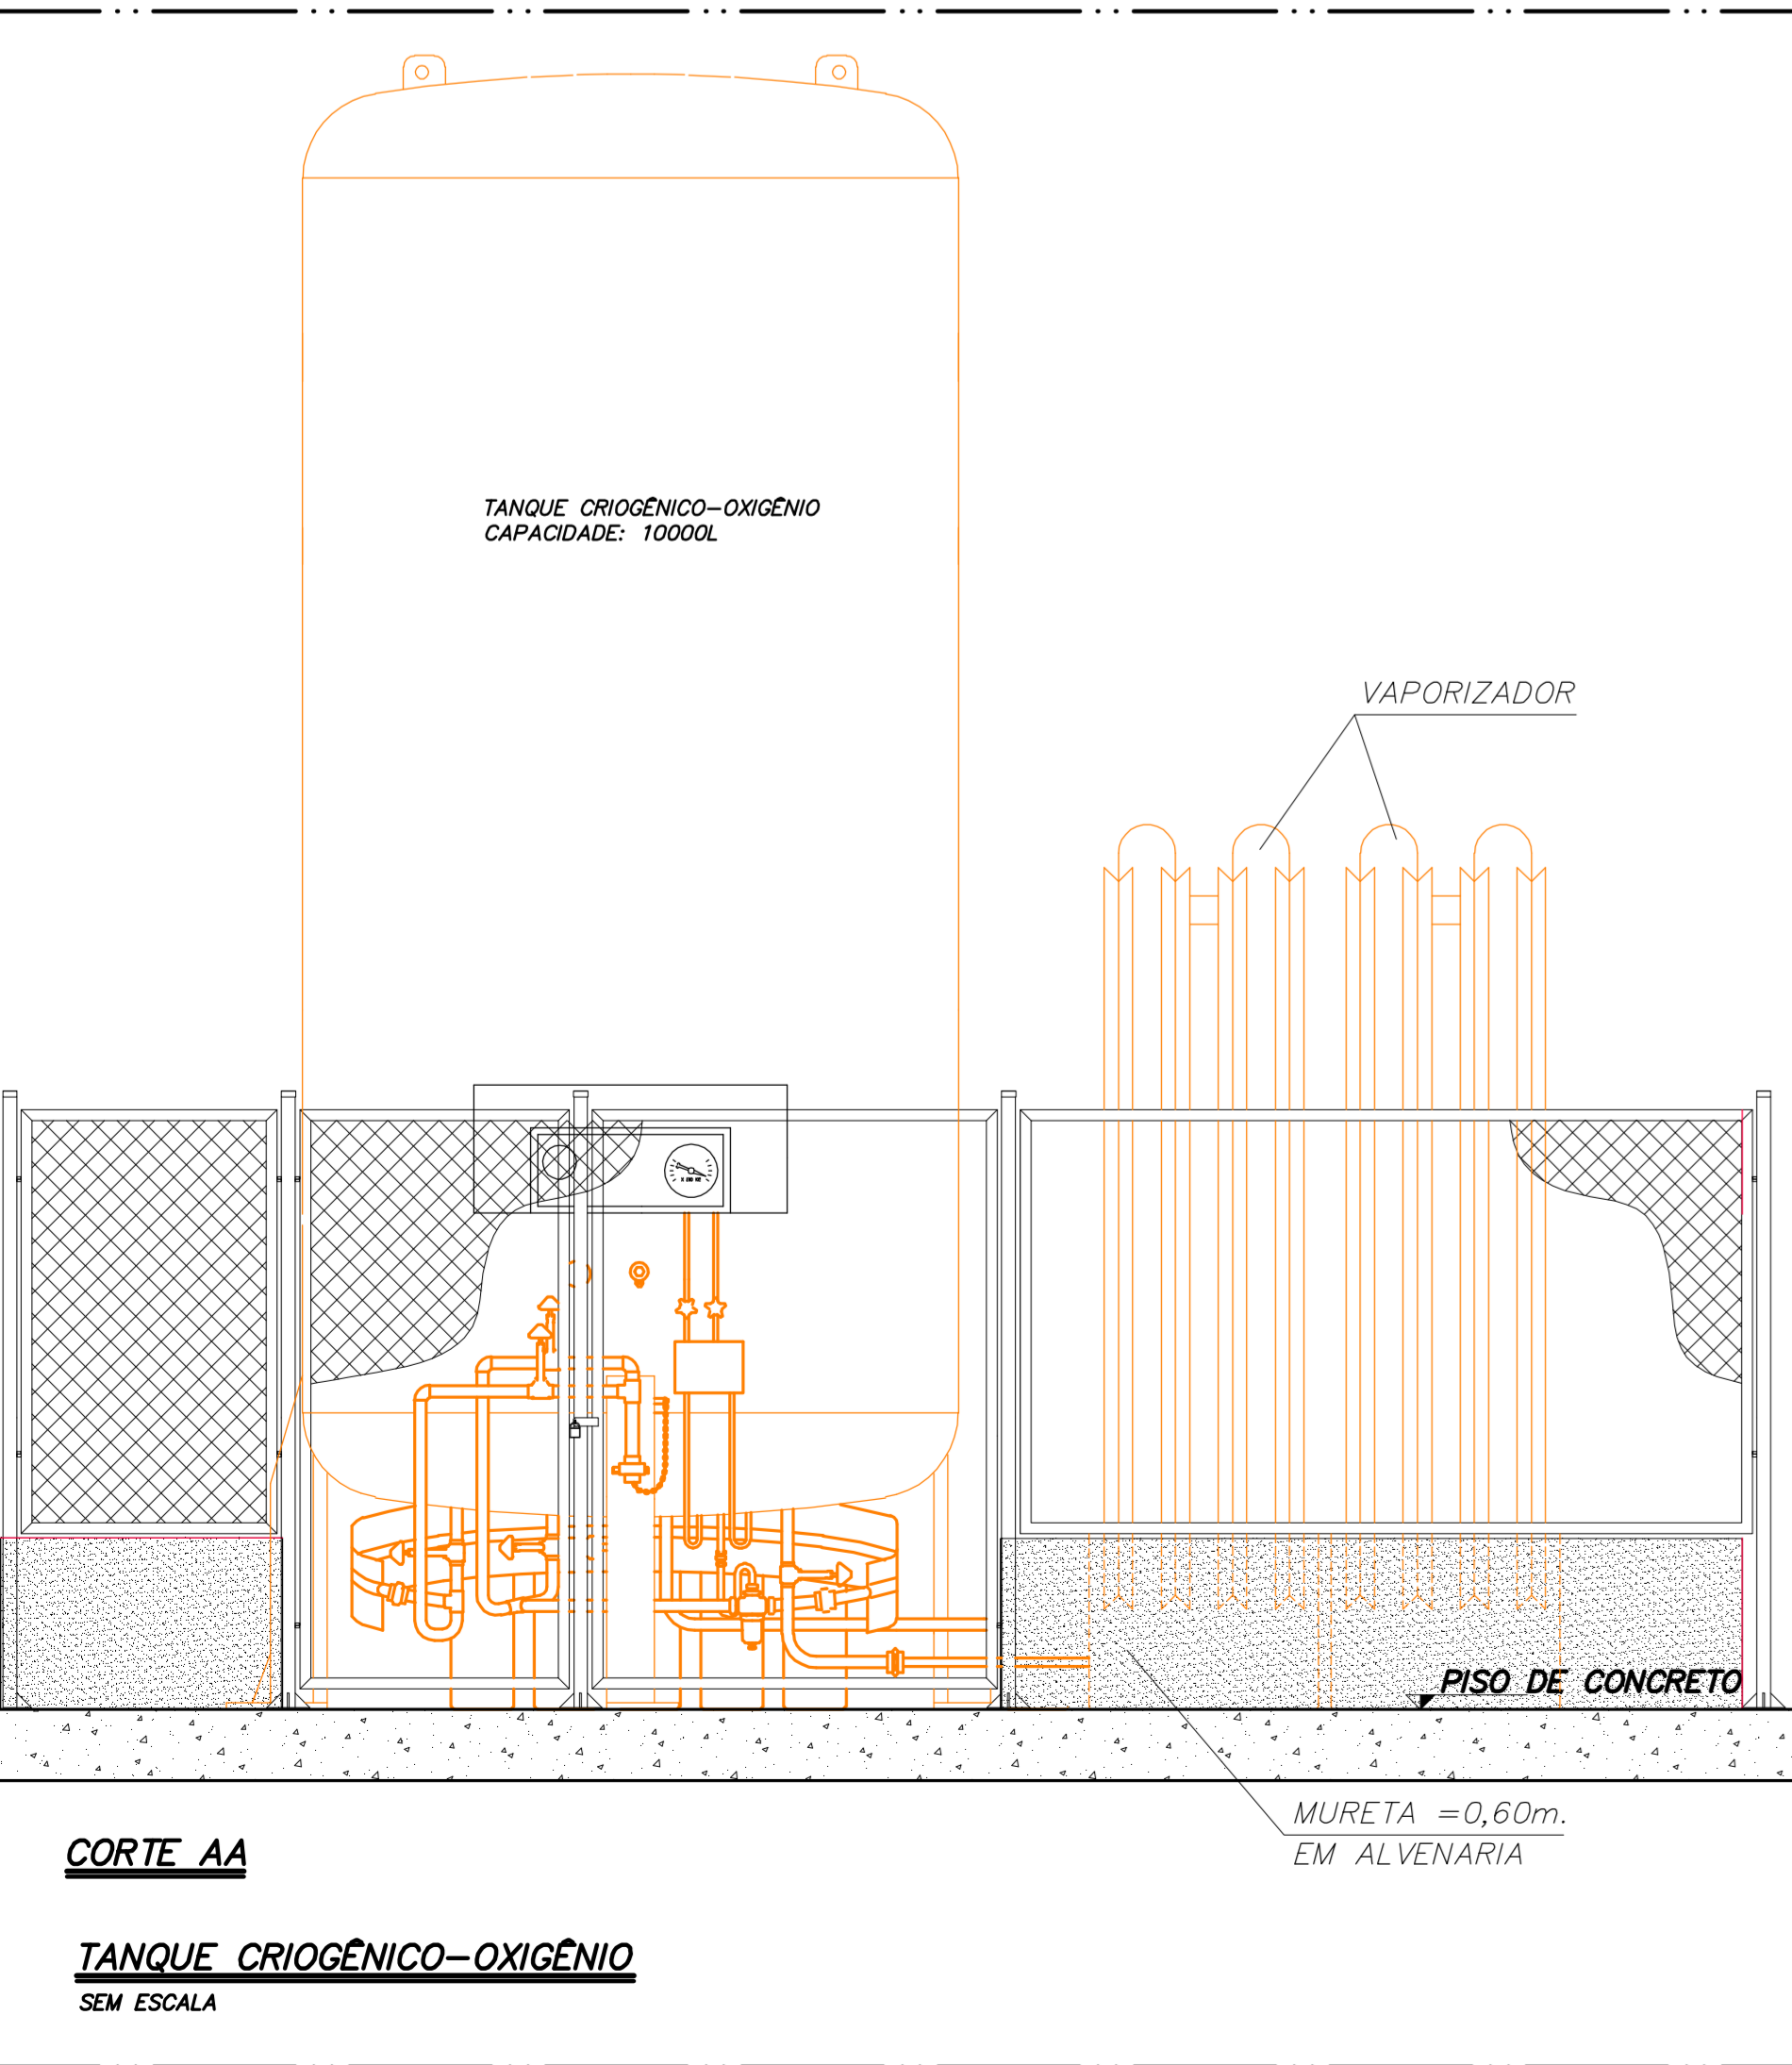 TANQUE CRIOGÊNICO-OXIGÊNIO
CAPACIDADE: 10000L
VAPORIZADOR
PISO DE CONCRETO
MURETA =0,60m.
EM ALVENARIA
CORTE AA
TANQUE CRIOGÊNICO-OXIGÊNIO
SEM ESCALA